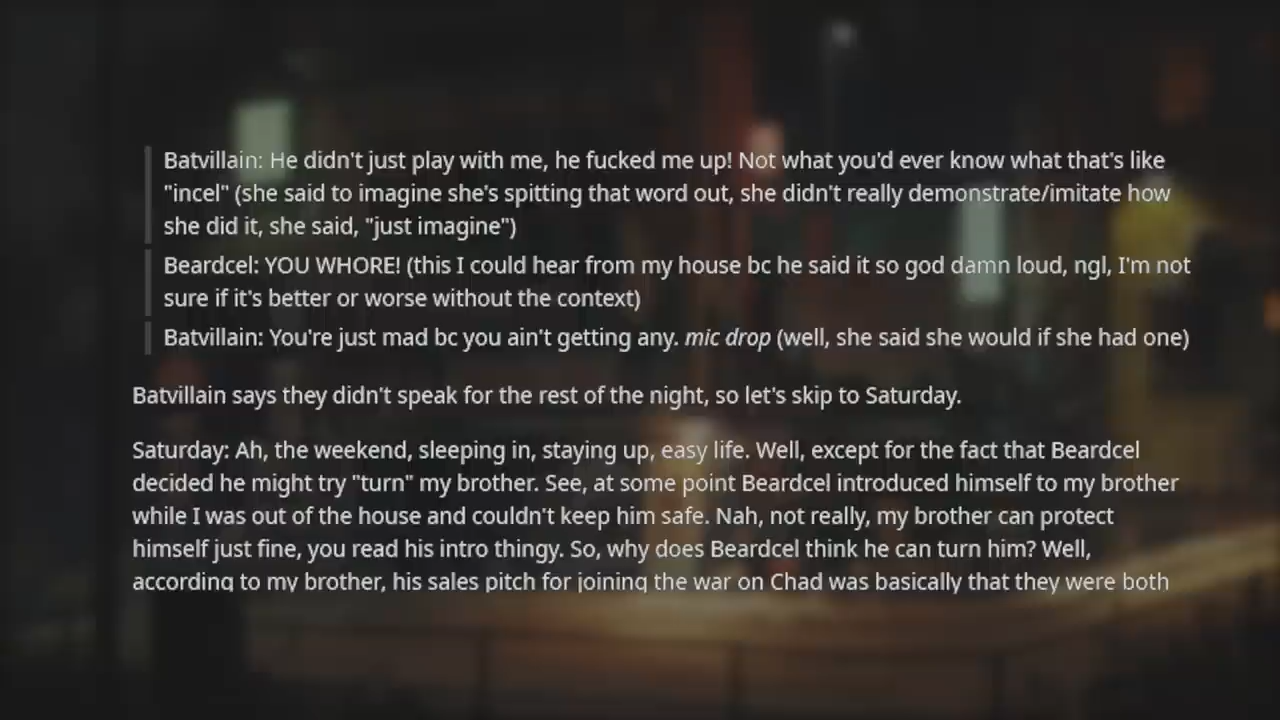 Batvillain: He didn't just play with me, he fucked me up! Not what you'd ever know what that's like
"incel" (she said to imagine she's spitting that word out, she didn't really demonstrate/imitate how
she did it, she said, "just imagine")
Beardcel: YOU WHORE! (this I could hear from my house bc he said it so god damn loud, ngl, I'm not
sure if it's better or worse without the context)
Batvillain: You're just mad bc you ain't getting any. mic drop (well, she said she would if she had one)
Batvillain says they didn't speak for the rest of the night, so let's skip to Saturday.
Saturday: Ah, the weekend, sleeping in, staying up, easy life. Well, except for the fact that Beardcel
decided he might try "turn" my brother. See, at some point Beardcel introduced himself to my brother
while I was out of the house and couldn't keep him safe. Nah, not really, my brother can protect
himself just fine, you read his intro thingy. So, why does Beardcel think he can turn him? Well,
according to my brother, his sales pitch for joining the war on Chad was basically that they were both